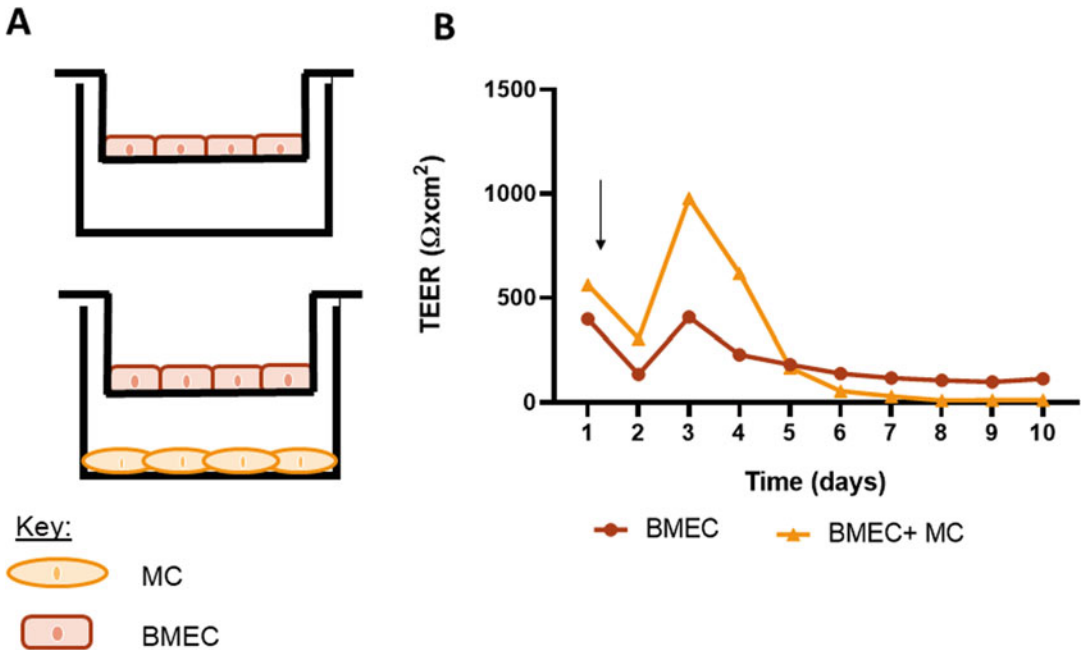 A
Key:
MC
BMEC
B
TEER (Ωxcm²)
1500
1000
500
0
1 2 3 4 5 6 7 8 9 10
Time (days)
BMEC
BMEC+ MC